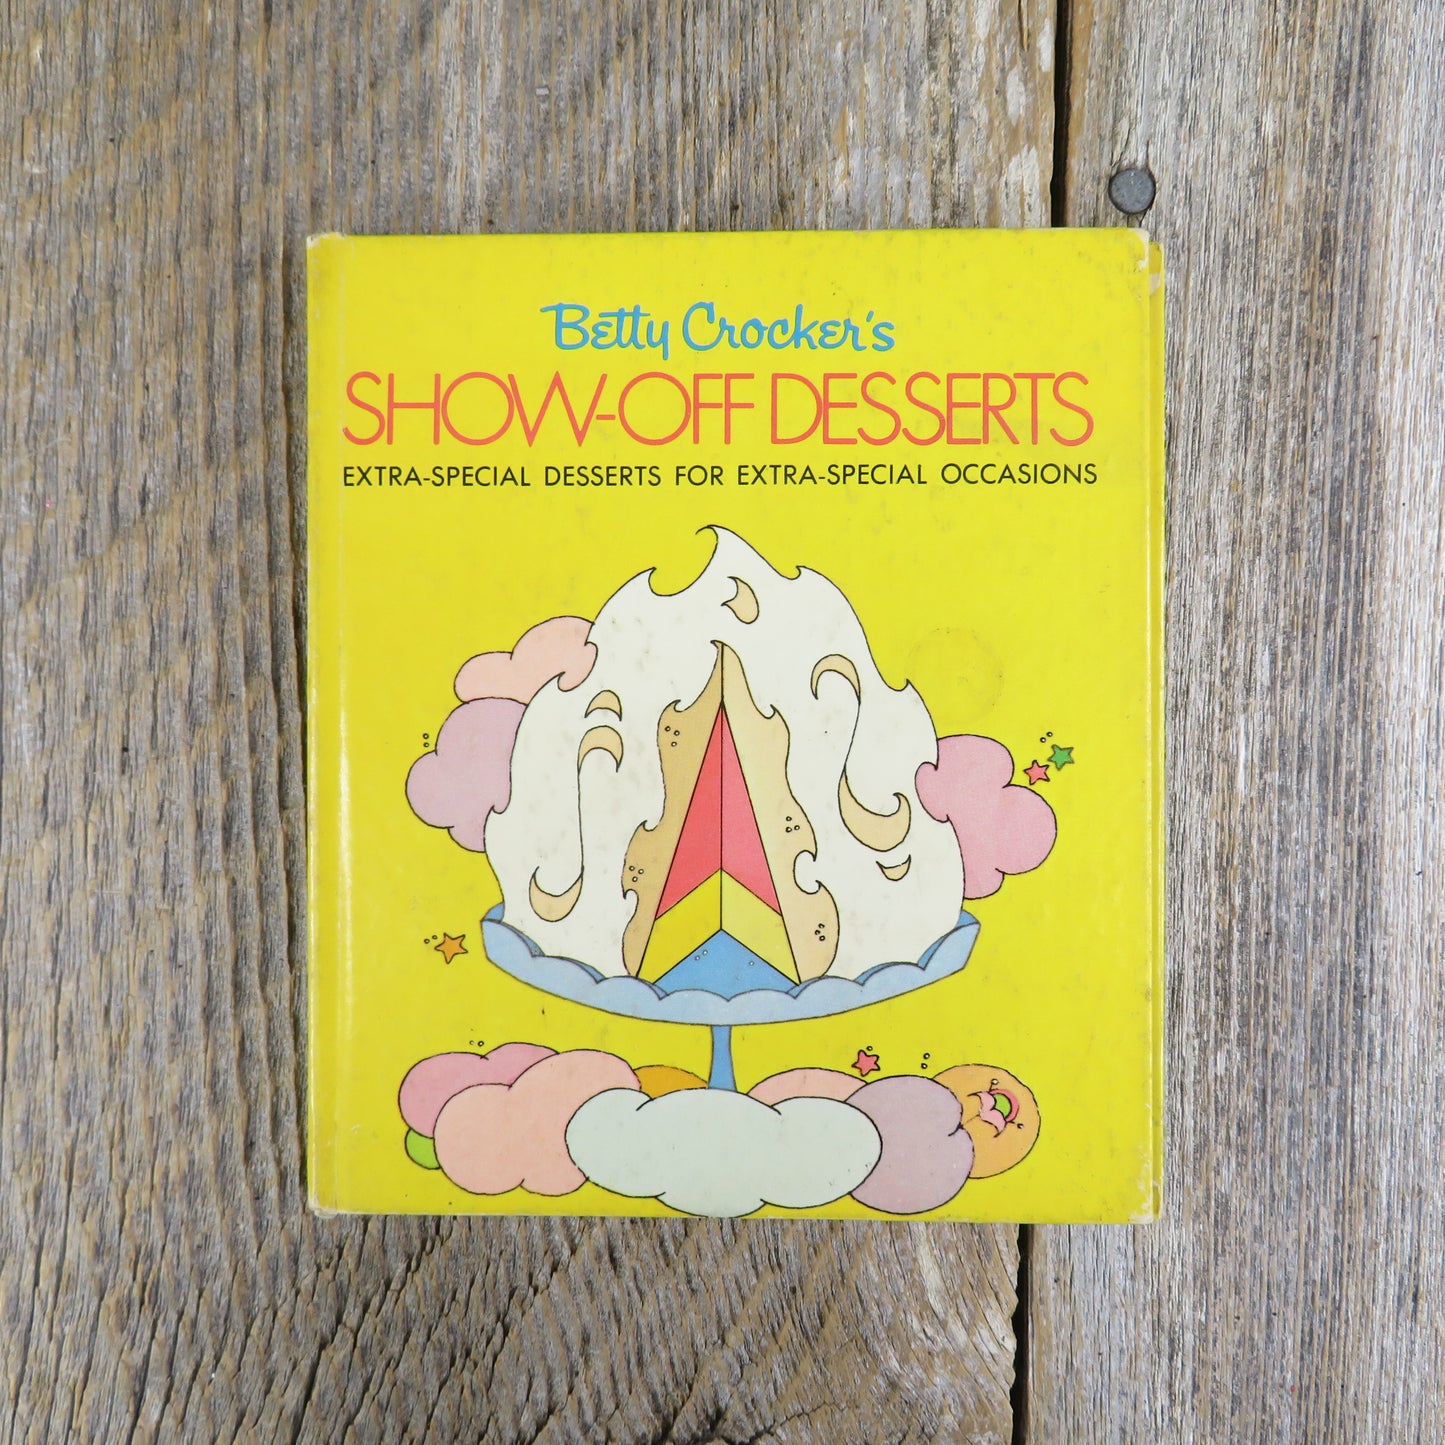 Betty Crocker's
SHOW-OFF DESSERTS
EXTRA-SPECIAL DESSERTS FOR EXTRA-SPECIAL OCCASIONS